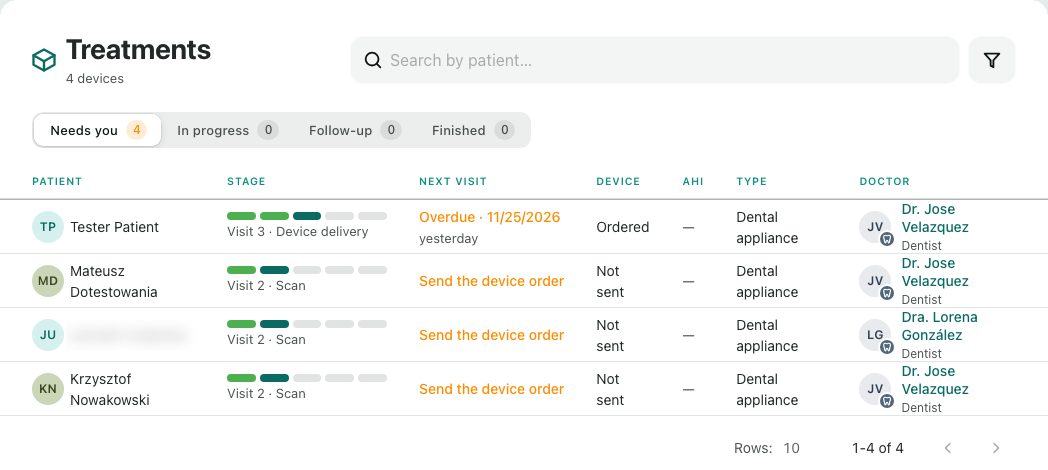 Treatments
4 devices
Search by patient...
Needs you 4 In progress 0 Follow-up 0 Finished 0
PATIENT STAGE NEXT VISIT DEVICE AHI TYPE DOCTOR
TP Tester Patient
Visit 3 · Device delivery
Overdue · 11/25/2026
yesterday
Ordered
—
Dental
appliance
JV
Dr. Jose
Velazquez
Dentist
MD
Mateusz
Dotestowania
Visit 2 · Scan
Send the device order
Not
sent
—
Dental
appliance
JV
Dr. Jose
Velazquez
Dentist
JU
Visit 2 · Scan
Send the device order
Not
sent
—
Dental
appliance
LG
Dra. Lorena
González
Dentist
KN
Krzysztof
Nowakowski
Visit 2 · Scan
Send the device order
Not
sent
—
Dental
appliance
JV
Dr. Jose
Velazquez
Dentist
Rows: 10 1-4 of 4